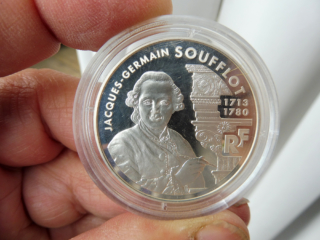 JACQUES-GERMAIN SOUFFLOT
1713
1780
RF